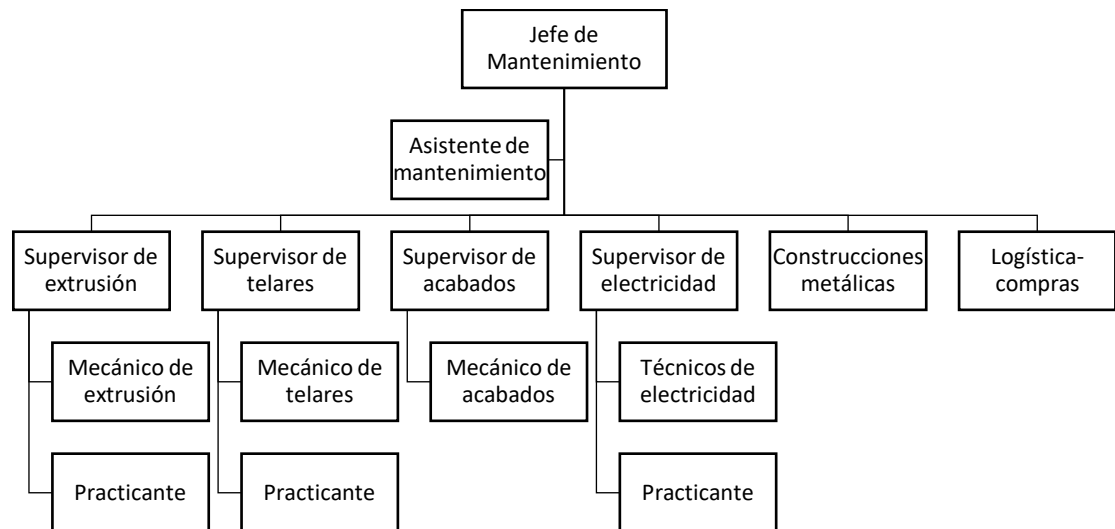 Jefe de
Mantenimiento
Asistente de
mantenimiento
Supervisor de
extrusión
Supervisor de
telares
Supervisor de
acabados
Supervisor de
electricidad
Construcciones
metálicas
Logística-
compras
Mecánico de
extrusión
Mecánico de
telares
Mecánico de
acabados
Técnicos de
electricidad
Practicante
Practicante
Practicante